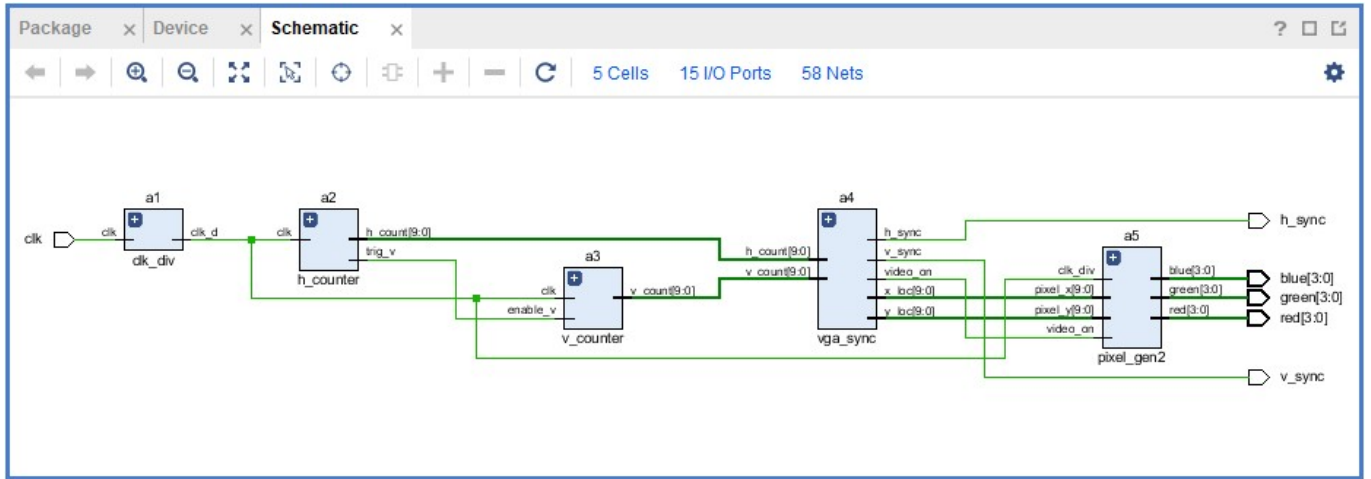 Package × Device × Schematic ×
5 Cells 15 I/O Ports 58 Nets
a1
clk
clk
clk_d
clk_div
a2
clk
h_count[9:0]
trig_v
h_counter
a3
clk
enable_v
v_count[9:0]
v_counter
a4
h_count[9:0]
v_count[9:0]
h_sync
v_sync
video_on
x_loc[9:0]
y_loc[9:0]
vga_sync
a5
clk_div
pixel_x[9:0]
pixel_y[9:0]
video_on
blue[3:0]
green[3:0]
red[3:0]
pixel_gen2
h_sync
blue[3:0]
green[3:0]
red[3:0]
v_sync